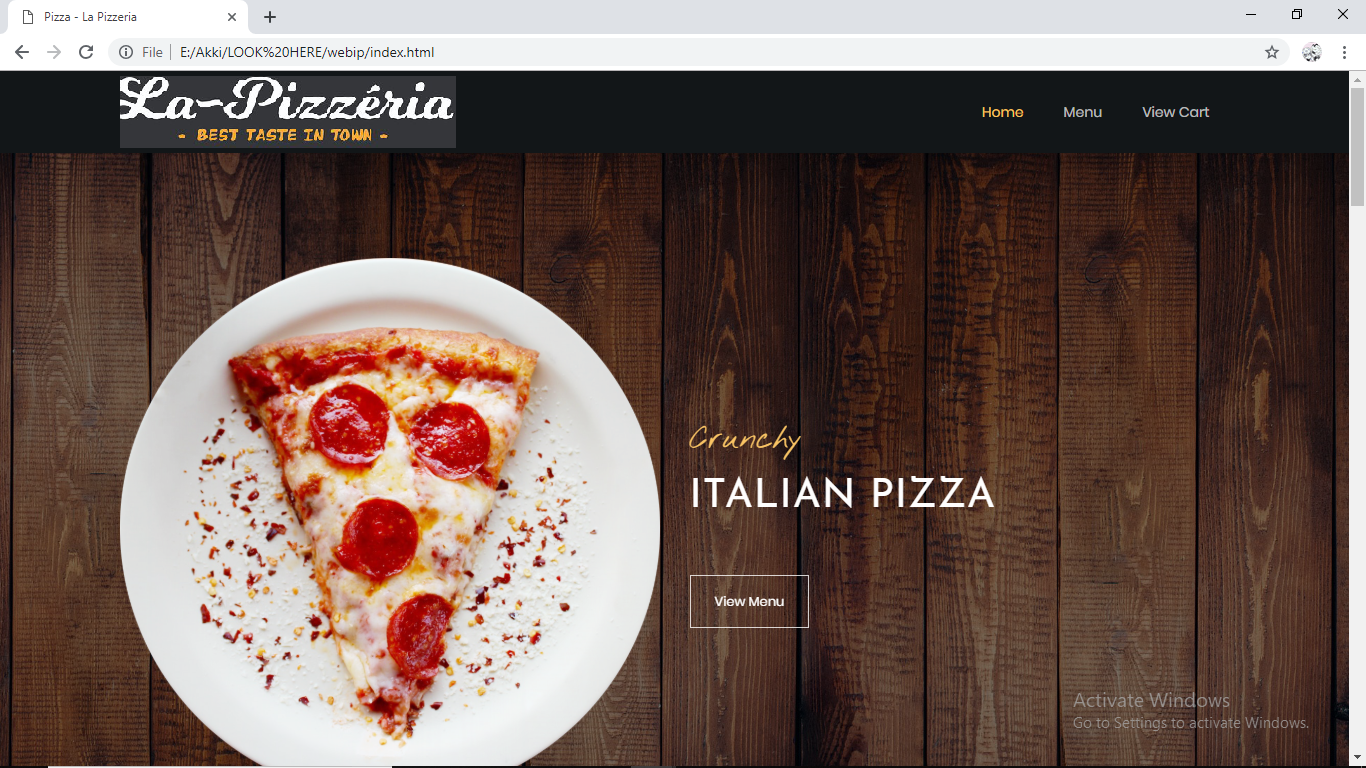 Pizza - La Pizzeria
File
E:/Akki/LOOK%20HERE/webip/index.html
La-Pizzéria
- BEST TASTE IN TOWN -
Home Menu View Cart
Crunchy
ITALIAN PIZZA
View Menu
Activate Windows
Go to Settings to activate Windows.